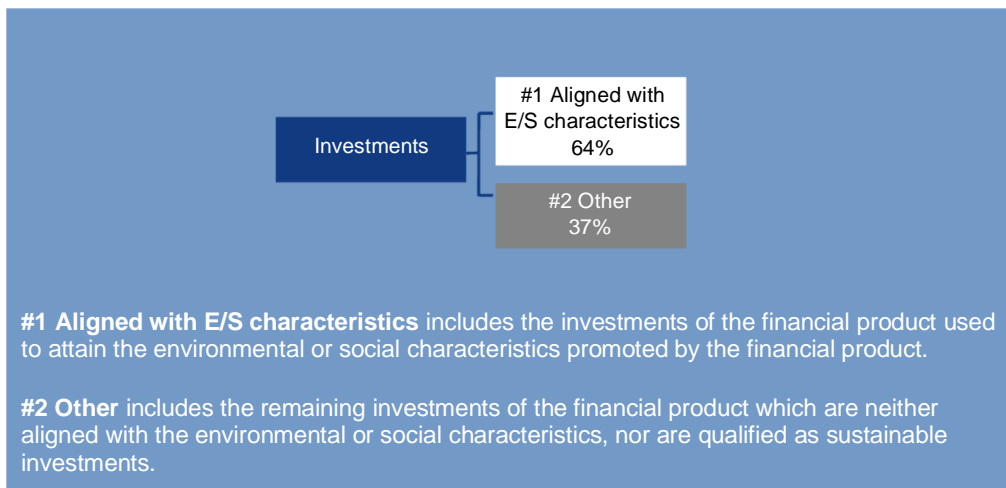 Investments
#1 Aligned with
E/S characteristics
64%
#2 Other
37%
#1 Aligned with E/S characteristics includes the investments of the financial product used
to attain the environmental or social characteristics promoted by the financial product.
#2 Other includes the remaining investments of the financial product which are neither
aligned with the environmental or social characteristics, nor are qualified as sustainable
investments.